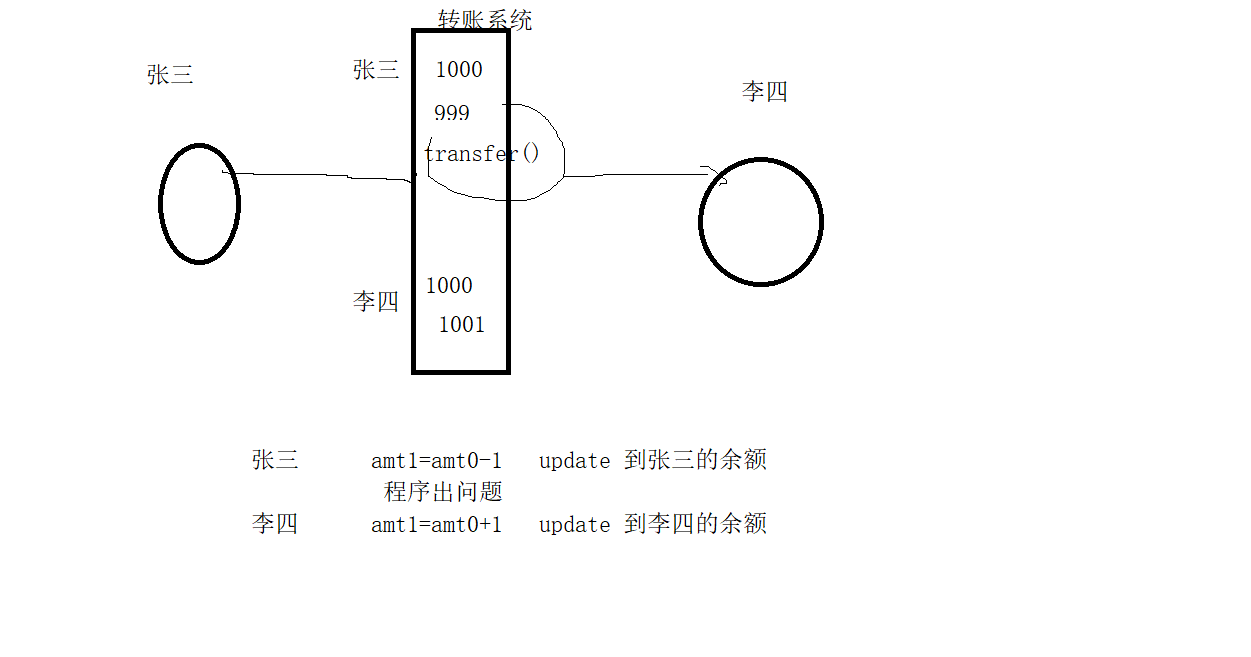 转账系统
张三 张三 1000
李四
999
transfer()
李四 1000
1001
张三 amt1=amt0-1 update 到张三的余额
程序出问题
李四 amt1=amt0+1 update 到李四的余额